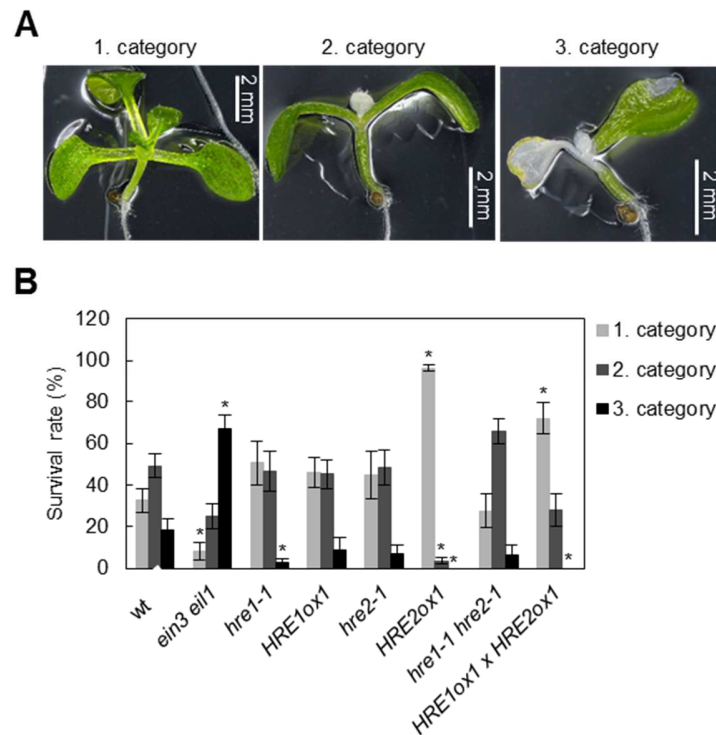 A
1. category
2. category
3. category
2 mm
2 mm
2 mm
B
120
100
80
60
40
20
0
Survival rate (%)
1. category
2. category
3. category
*
*
*
*
*
*
*
*
wt
ein3 eil1
hre1-1
HRE1ox1
hre2-1
HRE2ox1
hre1-1 hre2-1
HRE1ox1 x HRE2ox1